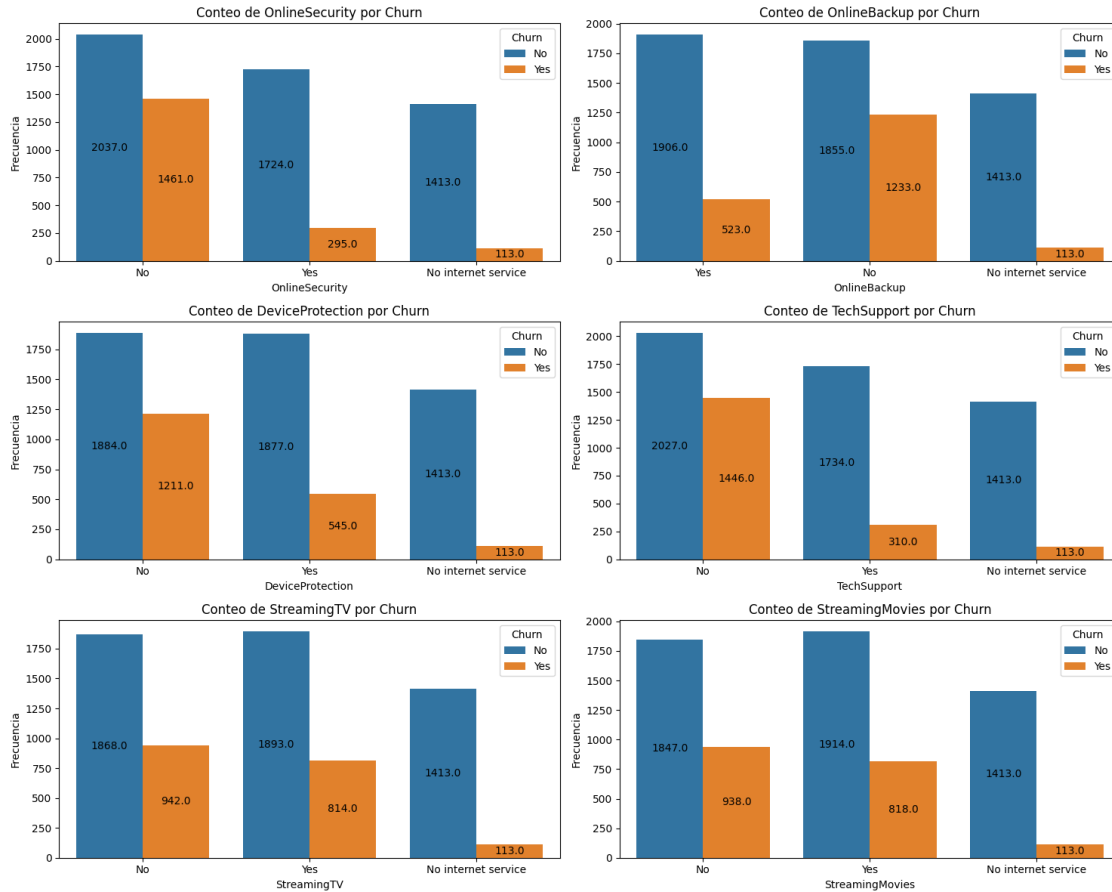 Conteo de OnlineSecurity por Churn
Churn
No
Yes
Frecuencia
2000
1750
1500
1250
1000
750
500
250
0
2037.0
1461.0
1724.0
295.0
1413.0
113.0
No
Yes
No internet service
OnlineSecurity
Conteo de OnlineBackup por Churn
Churn
No
Yes
Frecuencia
2000
1750
1500
1250
1000
750
500
250
0
1906.0
523.0
1855.0
1233.0
1413.0
113.0
Yes
No
No internet service
OnlineBackup
Conteo de DeviceProtection por Churn
Churn
No
Yes
Frecuencia
1750
1500
1250
1000
750
500
250
0
1884.0
1211.0
1877.0
545.0
1413.0
113.0
No
Yes
No internet service
DeviceProtection
Conteo de TechSupport por Churn
Churn
No
Yes
Frecuencia
2000
1750
1500
1250
1000
750
500
250
0
2027.0
1446.0
1734.0
310.0
1413.0
113.0
No
Yes
No internet service
TechSupport
Conteo de StreamingTV por Churn
Churn
No
Yes
Frecuencia
1750
1500
1250
1000
750
500
250
0
1868.0
942.0
1893.0
814.0
1413.0
113.0
No
Yes
No internet service
StreamingTV
Conteo de StreamingMovies por Churn
Churn
No
Yes
Frecuencia
2000
1750
1500
1250
1000
750
500
250
0
1847.0
938.0
1914.0
818.0
1413.0
113.0
No
Yes
No internet service
StreamingMovies